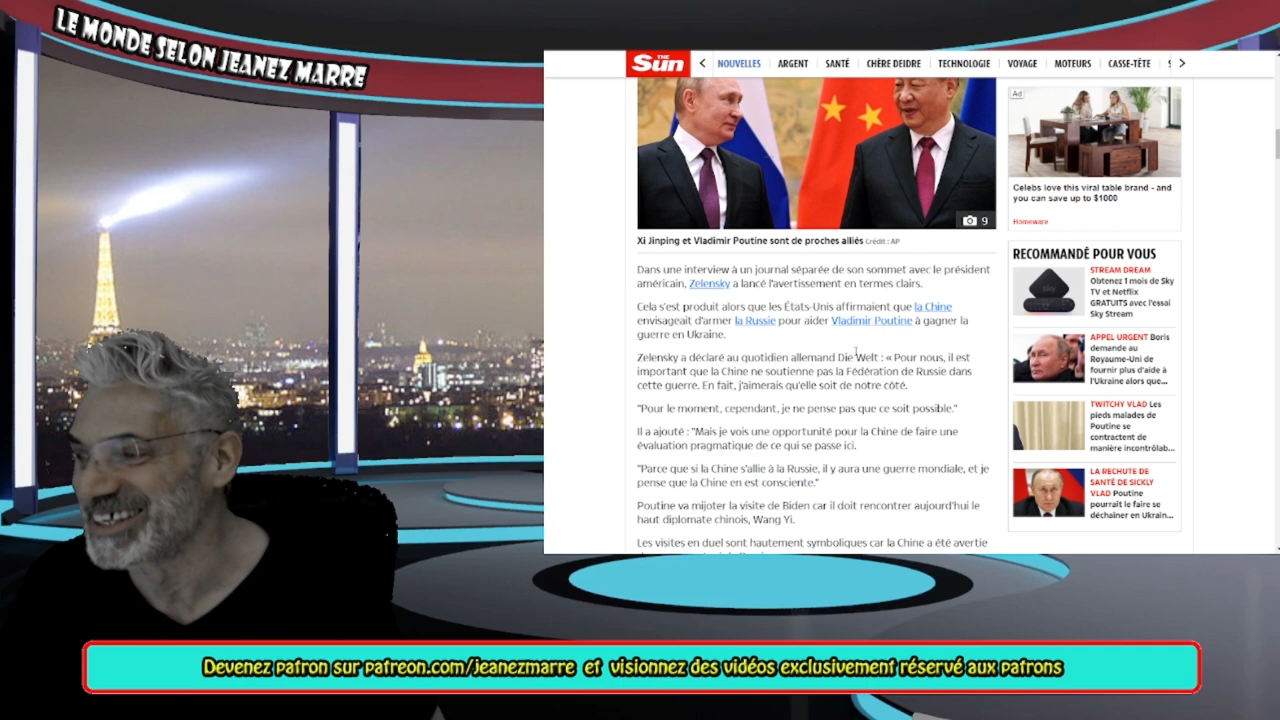 LE MONDE SELON JEANEZ MARRE
THE
Sun
NOUVELLES
ARGENT
SANTÉ
CHÈRE DEIDRE
TECHNOLOGIE
VOYAGE
MOTEURS
CASSE-TÊTE
9
Xi Jinping et Vladimir Poutine sont de proches alliés Crédit : AP
Dans une interview à un journal séparée de son sommet avec le président
américain, Zelensky a lancé l'avertissement en termes clairs.
Cela s'est produit alors que les États-Unis affirmaient que la Chine
envisageait d'armer la Russie pour aider Vladimir Poutine à gagner la
guerre en Ukraine.
Zelensky a déclaré au quotidien allemand Die Welt : « Pour nous, il est
important que la Chine ne soutienne pas la Fédération de Russie dans
cette guerre. En fait, j'aimerais qu'elle soit de notre côté.
"Pour le moment, cependant, je ne pense pas que ce soit possible."
Il a ajouté : "Mais je vois une opportunité pour la Chine de faire une
évaluation pragmatique de ce qui se passe ici.
"Parce que si la Chine s'allie à la Russie, il y aura une guerre mondiale, et je
pense que la Chine en est consciente."
Poutine va mijoter la visite de Biden car il doit rencontrer aujourd'hui le
haut diplomate chinois, Wang Yi.
Les visites en duel sont hautement symboliques car la Chine a été avertie
Ad
Celebs love this viral table brand - and
you can save up to $1000
Homeware
RECOMMANDÉ POUR VOUS
STREAM DREAM
Obtenez 1 mois de Sky
TV et Netflix
GRATUITS avec l'essai
Sky Stream
APPEL URGENT Boris
demande au
Royaume-Uni de
fournir plus d'aide à
l'Ukraine alors que...
TWITCHY VLAD Les
pieds malades de
Poutine se
contractent de
manière incontrôlab...
LA RECHUTE DE
SANTÉ DE SICKLY
VLAD Poutine
pourrait le faire se
déchaîner en Ukrain...
Devenez patron sur patreon.com/jeanezmarre et visionnez des vidéos exclusivement réservé aux patrons